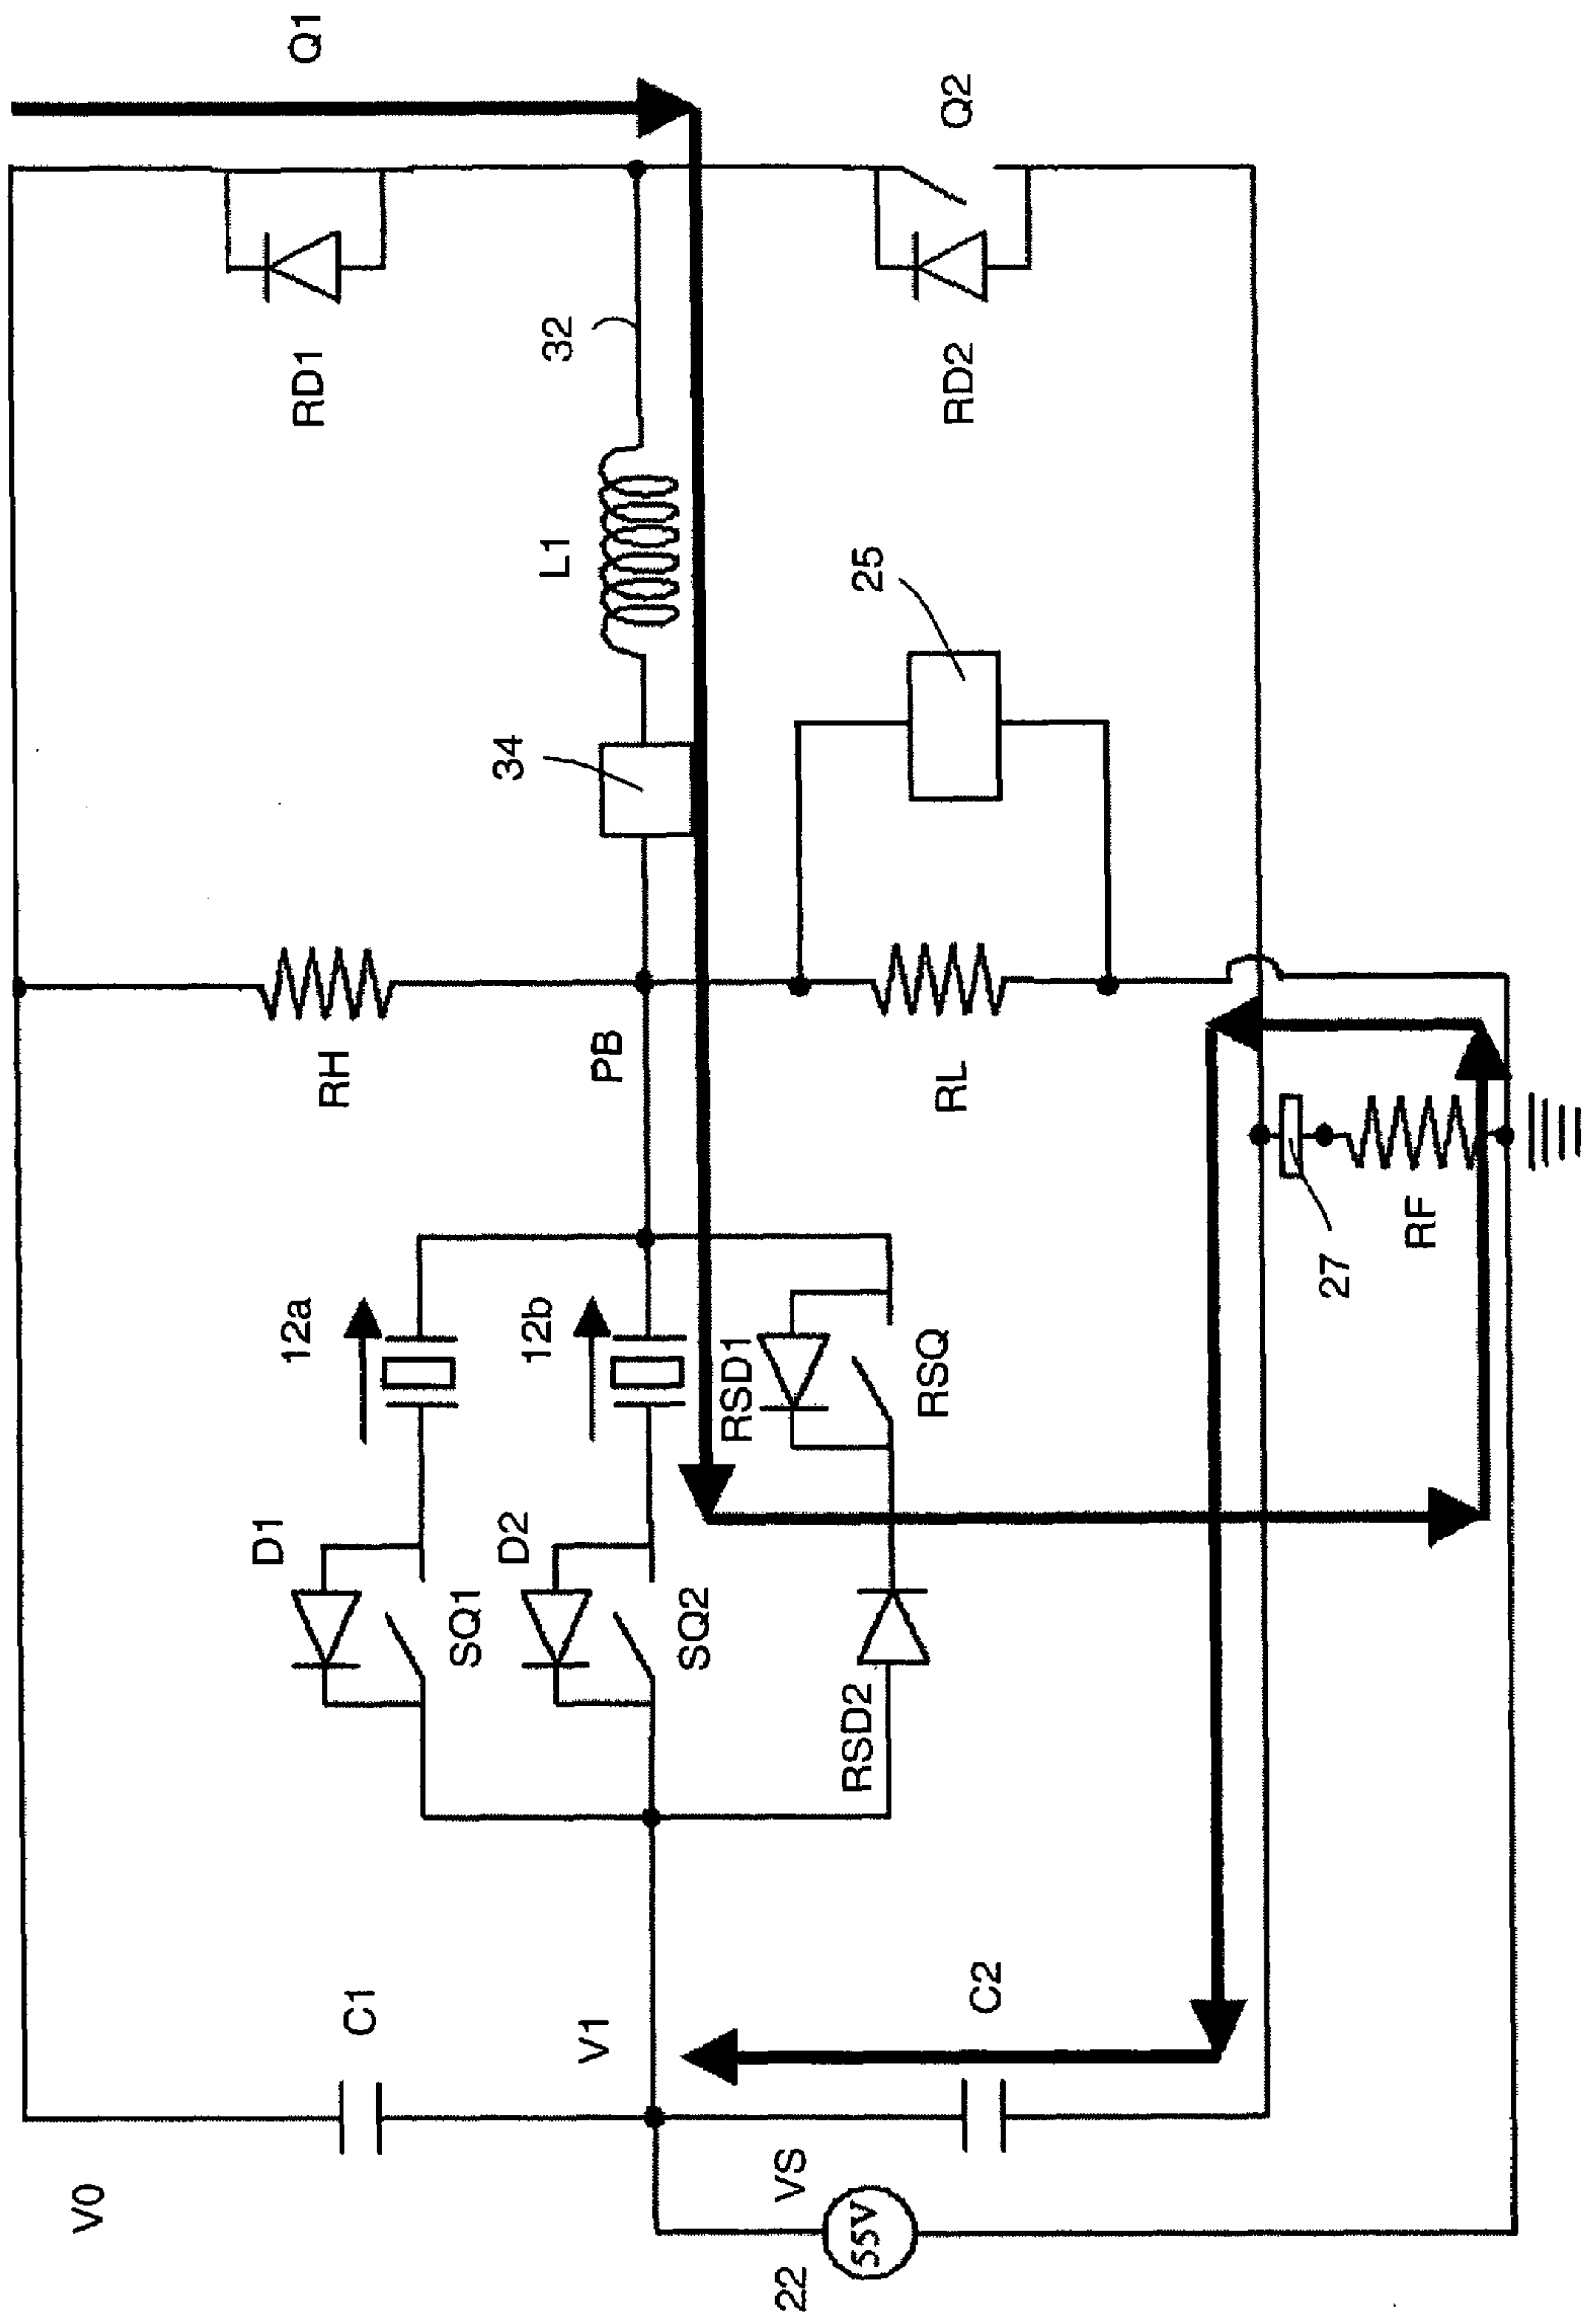 V0
C1
D1
SQ1
12a
RH
RD1
Q1
V1
D2
SQ2
12b
PB
34
L1
32
22
VS
55V
C2
RSD2
RSD1
RSQ
RL
25
RD2
Q2
27
RF